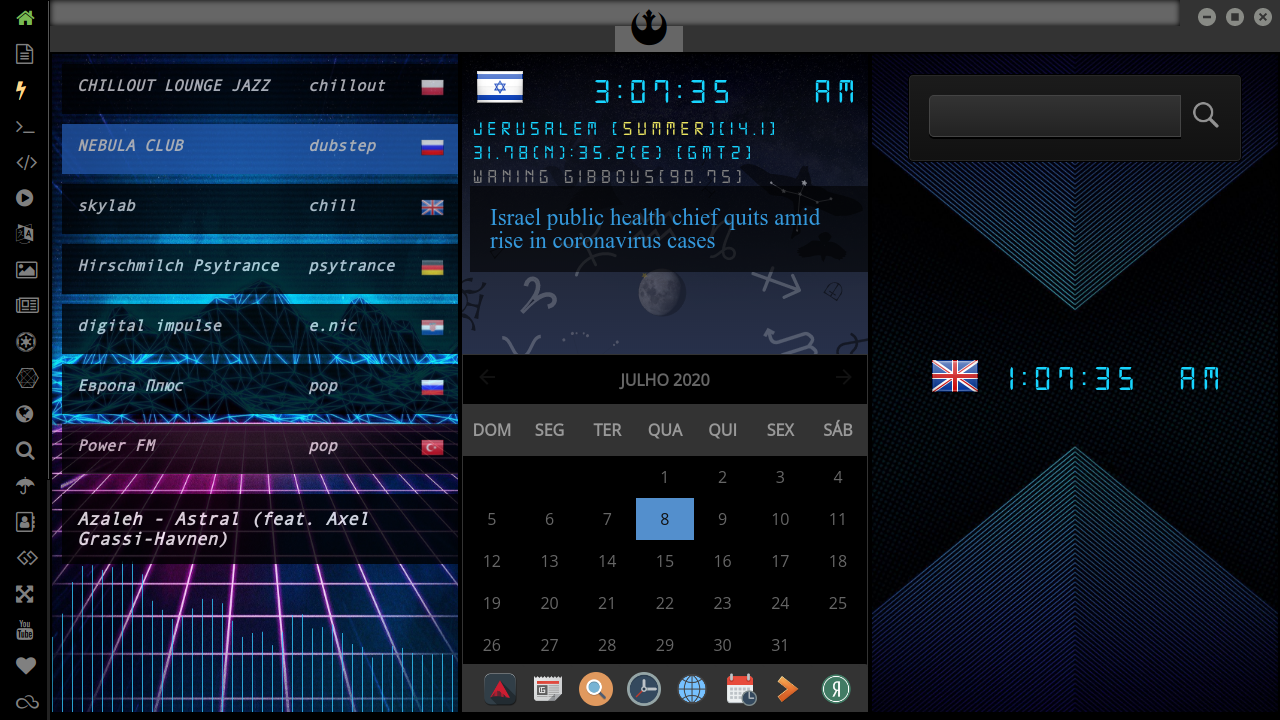 CHILLOUT LOUNGE JAZZ chillout
NEBULA CLUB dubstep
skylab chill
Hirschmilch Psytrance psytrance
digital impulse e.nic
Европа Плюс pop
Power FM pop
Azaleh - Astral (feat. Axel
Grassi-Havnen)
3:07:35 AM
JERUSALEM (SUMMER)(14.1)
31.78(N):35.2(E) (GMT2)
WANING GIBBOUS(90.75)
Israel public health chief quits amid
rise in coronavirus cases
JULHO 2020
DOM SEG TER QUA QUI SEX SÁB
1 2 3 4
5 6 7 8 9 10 11
12 13 14 15 16 17 18
19 20 21 22 23 24 25
26 27 28 29 30 31
1:07:35 AM
You
Tube
Я